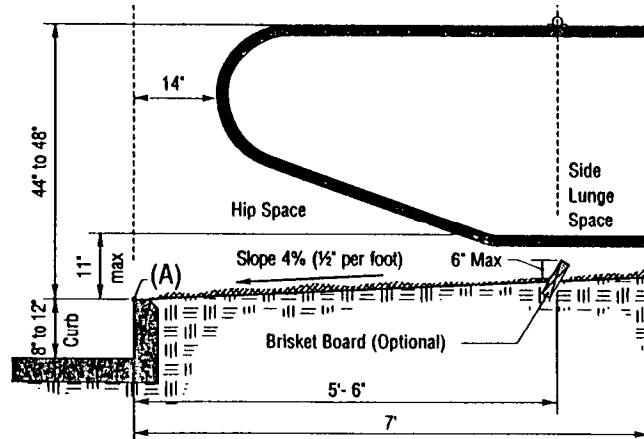 14"
44" to 48"
Side
Lunge
Space
Hip Space
11"
max
(A)
Slope 4% (½" per foot)
6" Max
8" to 12"
Curb
Brisket Board (Optional)
5'- 6"
7'